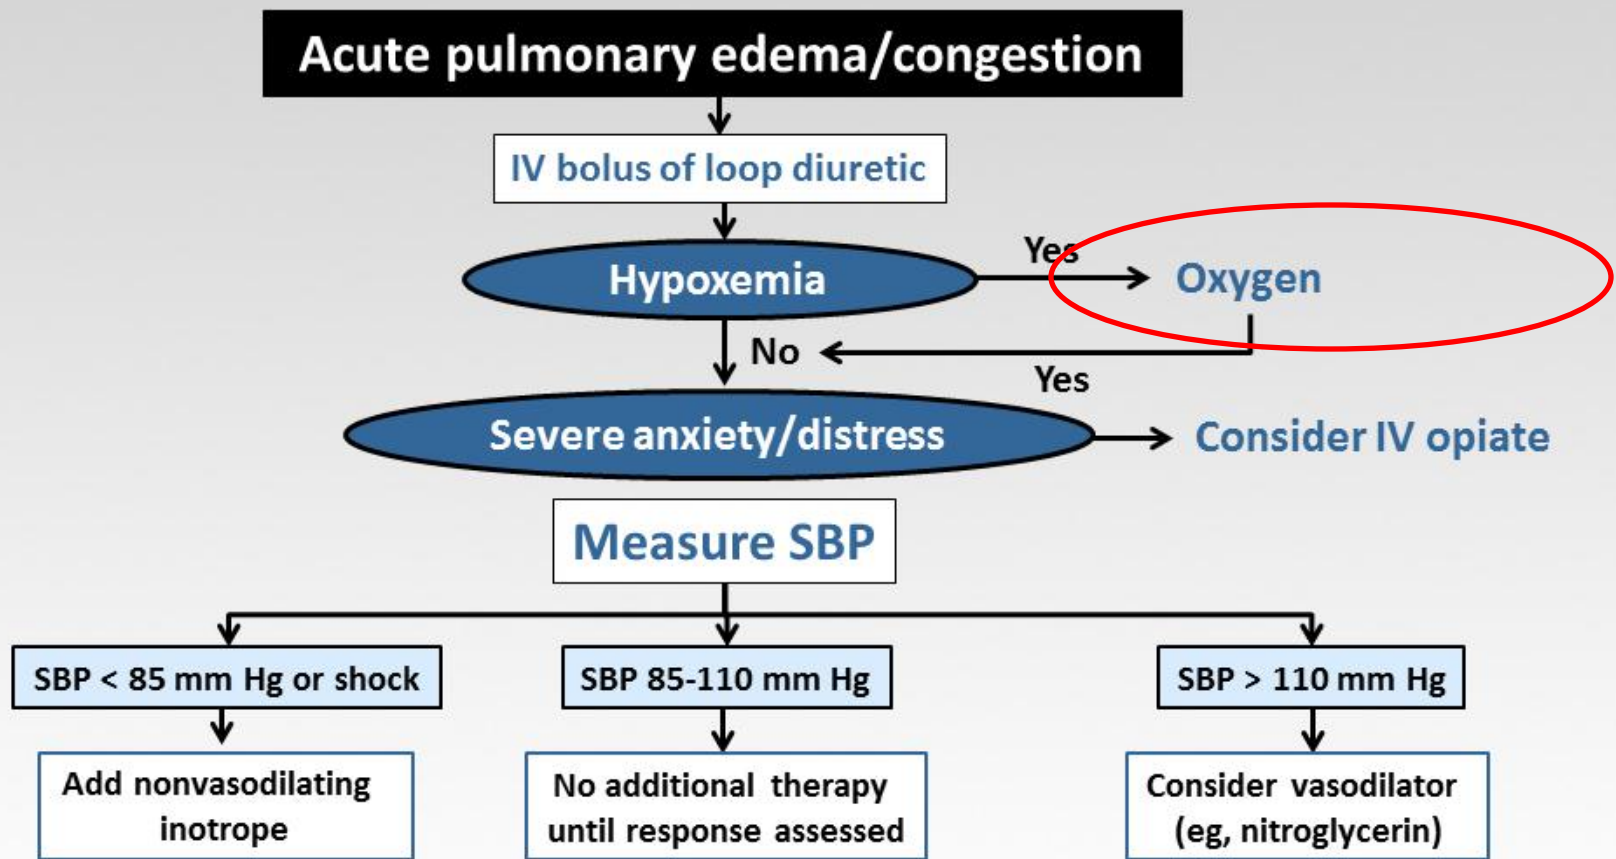 Acute pulmonary edema/congestion
IV bolus of loop diuretic
Hypoxemia
Yes
Oxygen
No
Yes
Severe anxiety/distress
Consider IV opiate
Measure SBP
SBP < 85 mm Hg or shock
SBP 85-110 mm Hg
SBP > 110 mm Hg
Add nonvasodilating
inotrope
No additional therapy
until response assessed
Consider vasodilator
(eg, nitroglycerin)